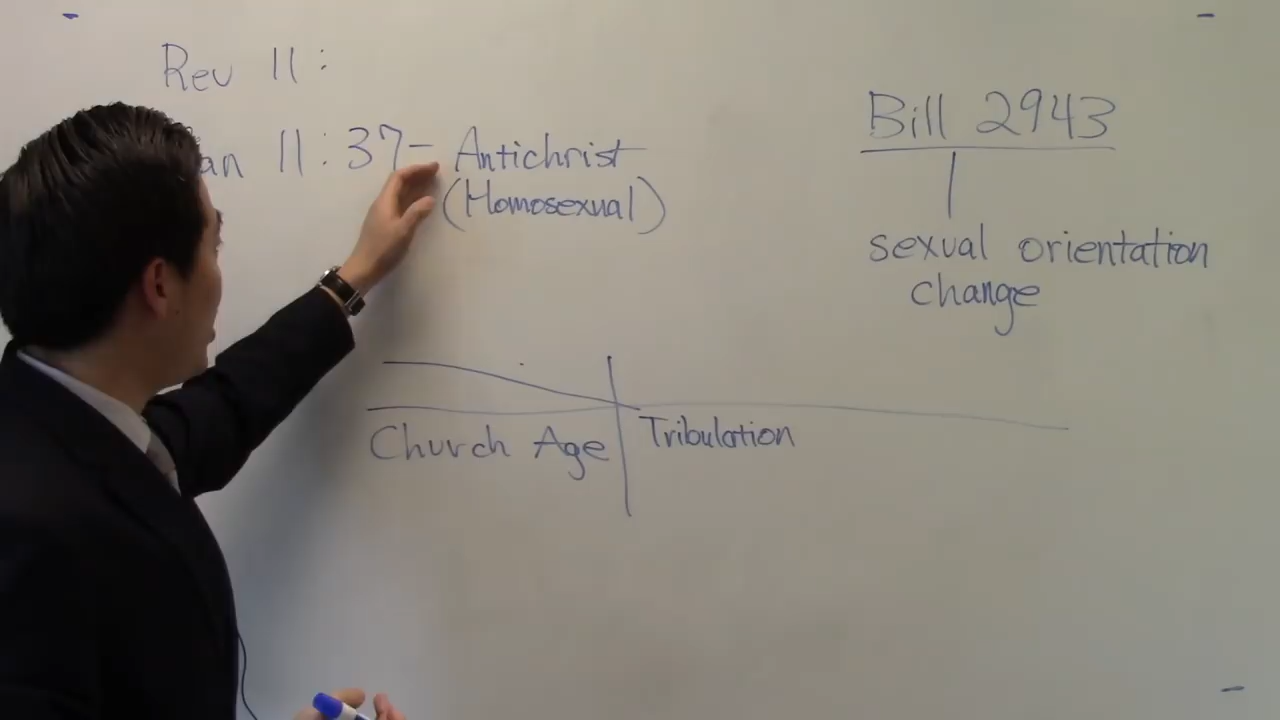 Rev 11:
an 11:37- Antichrist
(Homosexual)
Bill 2943
sexual orientation
change
Church Age
Tribulation